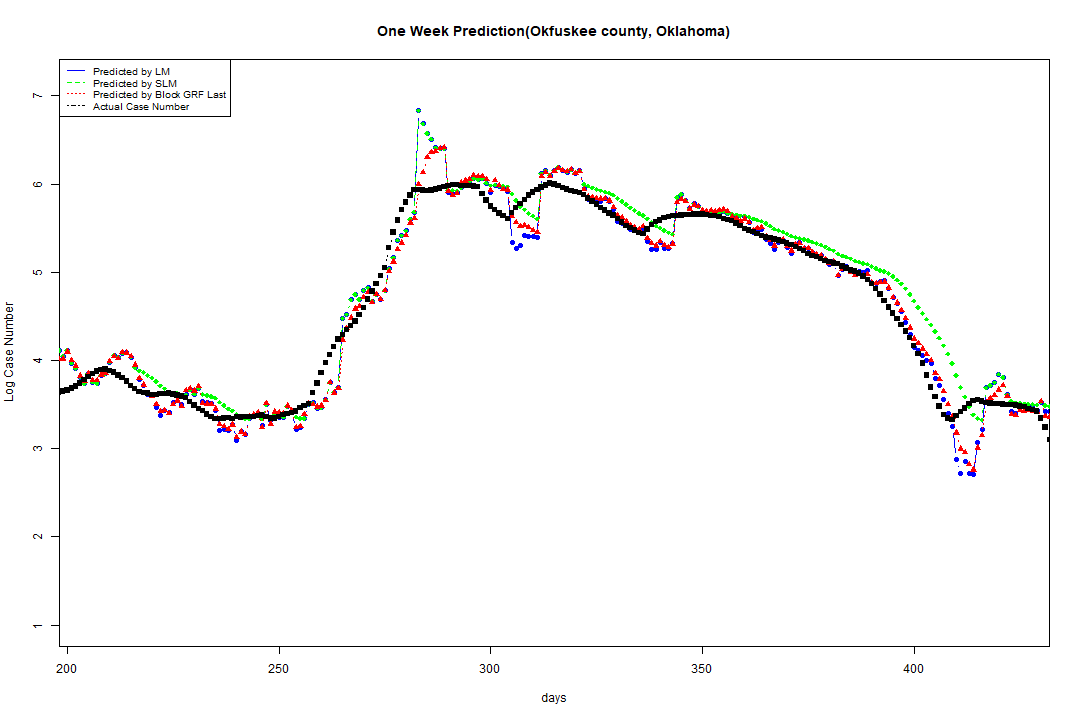 One Week Prediction(Okfuskee county, Oklahoma)
Predicted by LM
Predicted by SLM
Predicted by Block GRF Last
Actual Case Number
7
6
5
4
3
2
1
Log Case Number
200 250 300 350 400
days